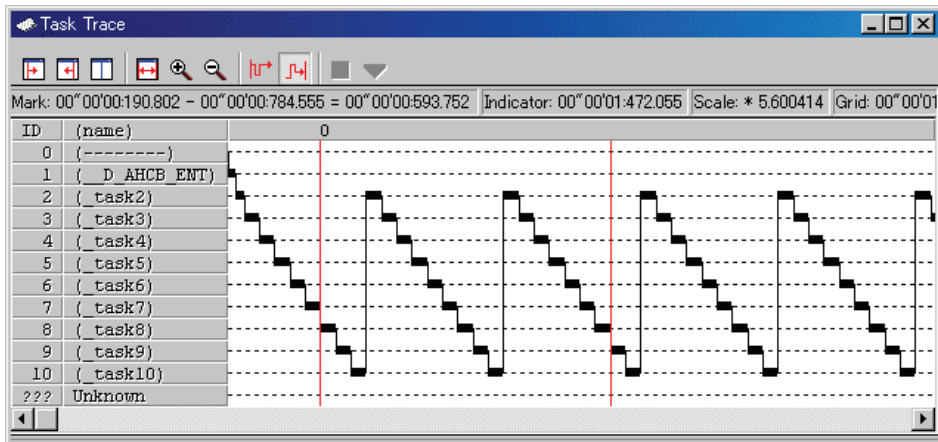 Task Trace
Mark: 00"00'00:190.802 - 00"00'00:784.555 = 00"00'00:593.752 Indicator: 00"00'01:472.055 Scale: * 5.600414 Grid: 00"00'01
ID (name) 0
0 (--------)
1 (__D_AHCB_ENT)
2 (_task2)
3 (_task3)
4 (_task4)
5 (_task5)
6 (_task6)
7 (_task7)
8 (_task8)
9 (_task9)
10 (_task10)
??? Unknown